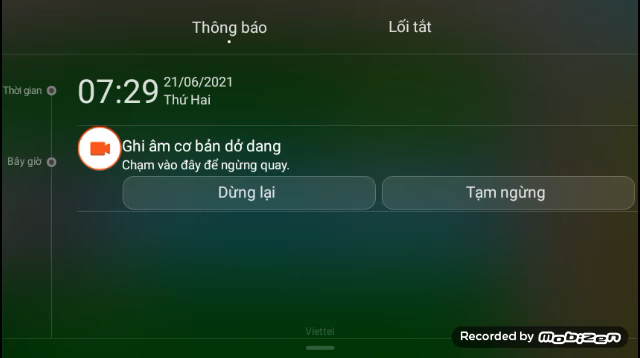 Thông báo
Lối tắt
Thời gian
07:29
21/06/2021
Thứ Hai
Bây giờ
Ghi âm cơ bản dở dang
Chạm vào đây để ngừng quay.
Dừng lại
Tạm ngừng
Viettel
Recorded by mobizen